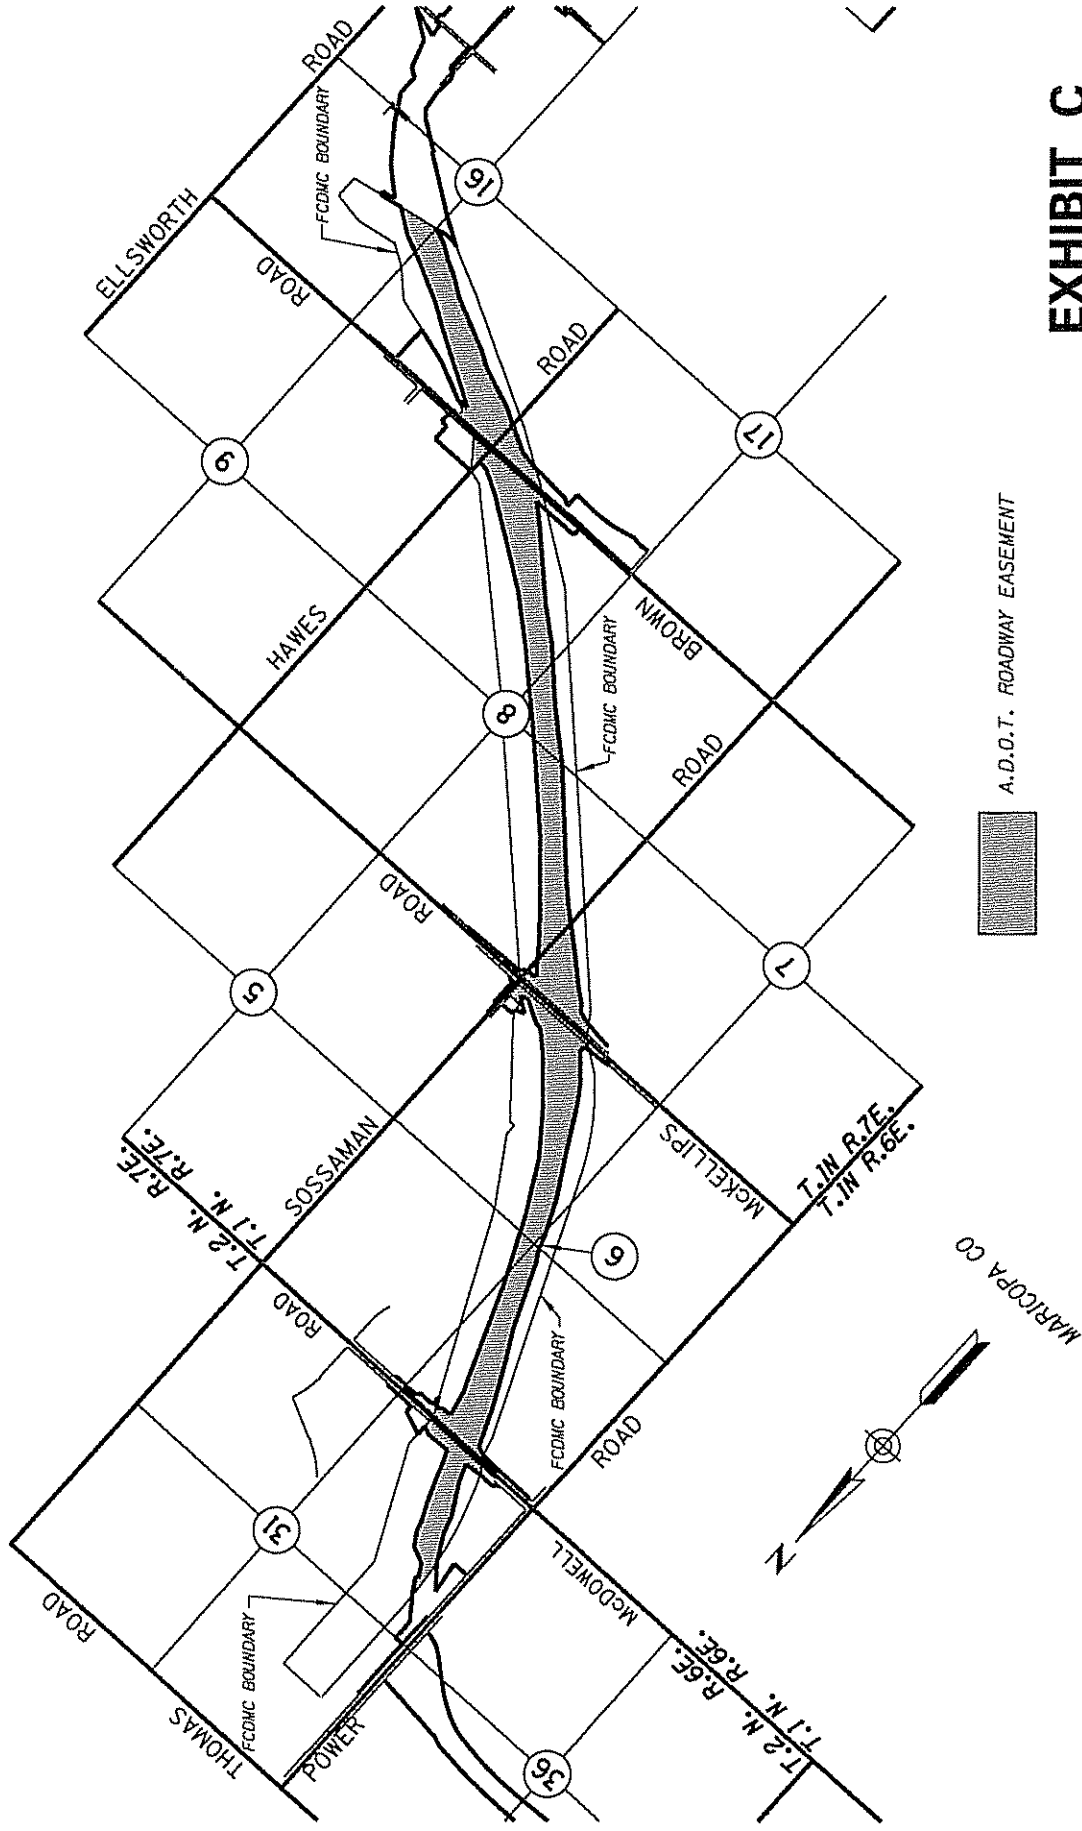 THOMAS
ROAD
POWER
ROAD
FCDMC BOUNDARY
31
36
T.2 N. R.6E.
T.1 N. R.6E.
McDOWELL
ROAD
FCDMC BOUNDARY
T.2 N. R.7E.
T.1 N. R.7E.
SOSSAMAN
ROAD
6
5
McKELLIPS
ROAD
T.1N R.7E.
T.1N R.6E.
7
8
FCDMC BOUNDARY
HAWES
ROAD
BROWN
ROAD
9
17
16
ELLSWORTH
ROAD
FCDMC BOUNDARY
N
MARICOPA CO
A.D.O.T. ROADWAY EASEMENT
EXHIBIT C